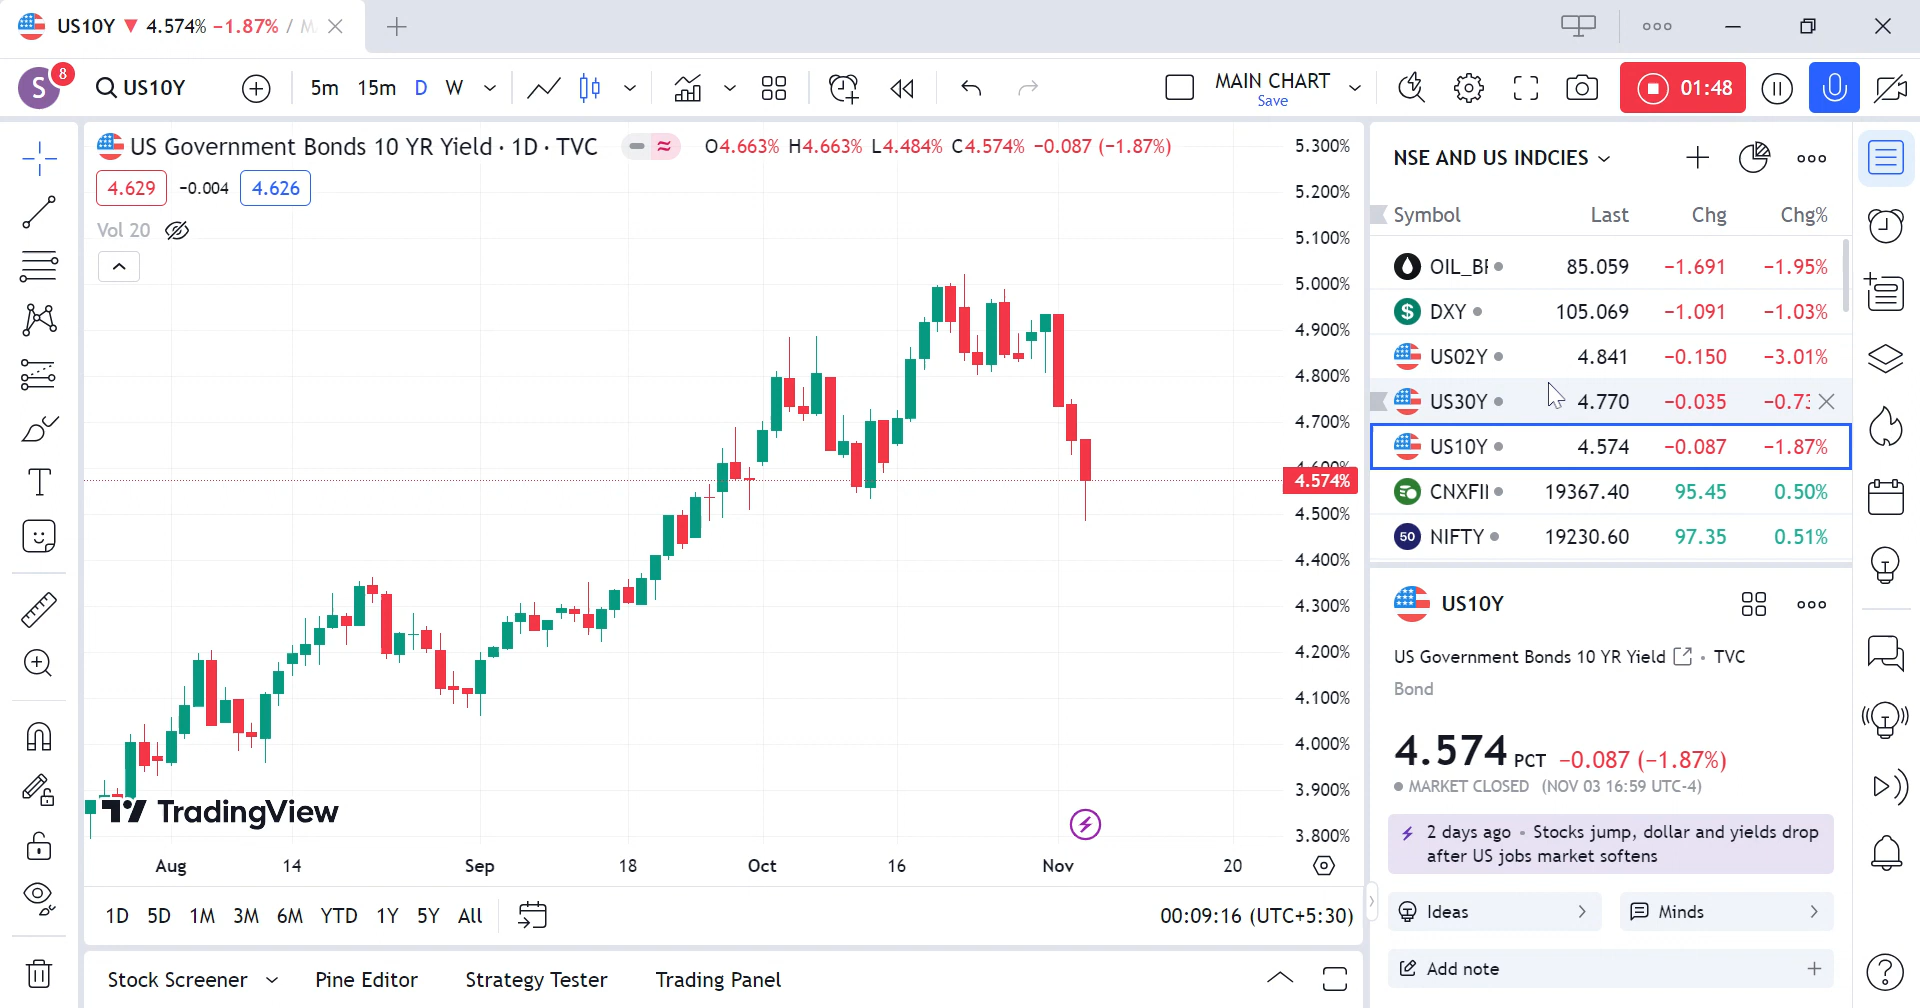 US10Y ▼ 4.574% −1.87% / M
S 8 US10Y 5m 15m D W MAIN CHART Save 01:48
US Government Bonds 10 YR Yield · 1D · TVC O4.663% H4.663% L4.484% C4.574% −0.087 (−1.87%)
4.629 −0.004 4.626
Vol 20
5.300%
5.200%
5.100%
5.000%
4.900%
4.800%
4.700%
4.600%
4.574%
4.500%
4.400%
4.300%
4.200%
4.100%
4.000%
3.900%
3.800%
TradingView
Aug 14 Sep 18 Oct 16 Nov 20
1D 5D 1M 3M 6M YTD 1Y 5Y All 00:09:16 (UTC+5:30)
Stock Screener Pine Editor Strategy Tester Trading Panel
NSE AND US INDCIES
Symbol Last Chg Chg%
OIL_BR 85.059 −1.691 −1.95%
$ DXY 105.069 −1.091 −1.03%
US02Y 4.841 −0.150 −3.01%
US30Y 4.770 −0.035 −0.73
US10Y 4.574 −0.087 −1.87%
CNXFII 19367.40 95.45 0.50%
50 NIFTY 19230.60 97.35 0.51%
US10Y
US Government Bonds 10 YR Yield • TVC
Bond
4.574 PCT −0.087 (−1.87%)
MARKET CLOSED (NOV 03 16:59 UTC-4)
2 days ago • Stocks jump, dollar and yields drop
after US jobs market softens
Ideas Minds
Add note